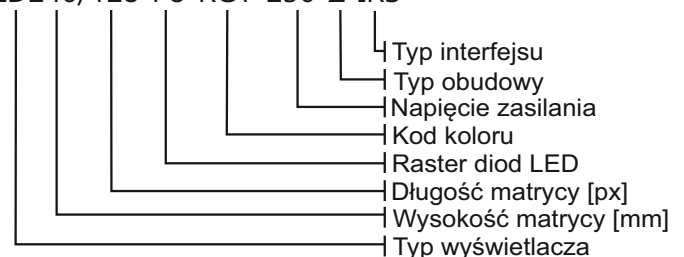 Typ interfejsu
Typ obudowy
Napięcie zasilania
Kod koloru
Raster diod LED
Długość matrycy [px]
Wysokość matrycy [mm]
Typ wyświetlacza